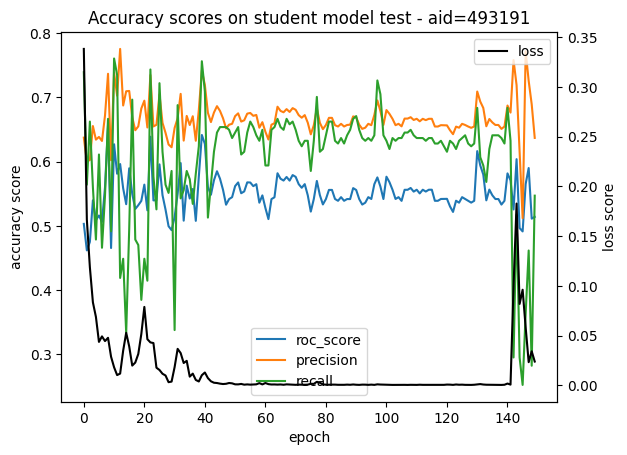 Accuracy scores on student model test - aid=493191
0.8
0.7
0.6
0.5
0.4
0.3
accuracy score
0.35
0.30
0.25
0.20
0.15
0.10
0.05
0.00
loss score
loss
roc_score
precision
recall
0 20 40 60 80 100 120 140
epoch